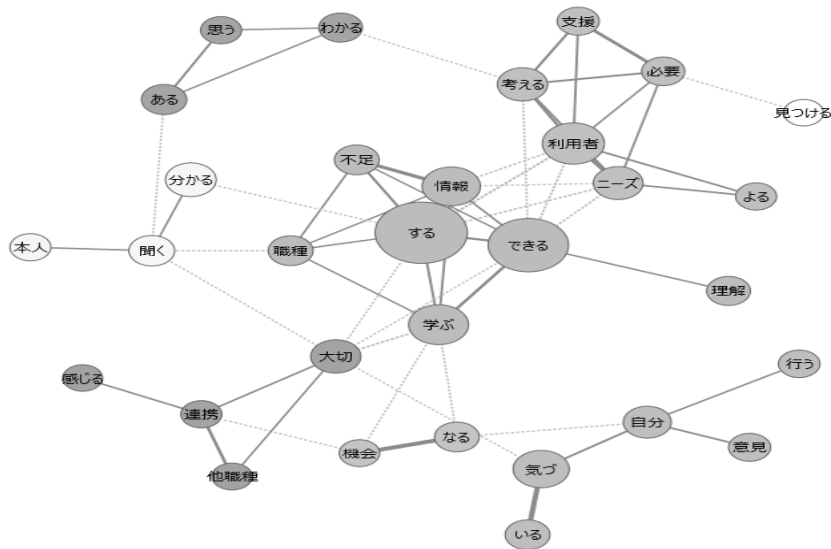 支援
思う
わかる
必要
考える
ある
見つける
利用者
不足
分かる
情報
ニーズ
よる
する
できる
本人
聞く
職種
理解
学ぶ
大切
行う
感じる
連携
自分
なる
意見
機会
気づ
他職種
いる